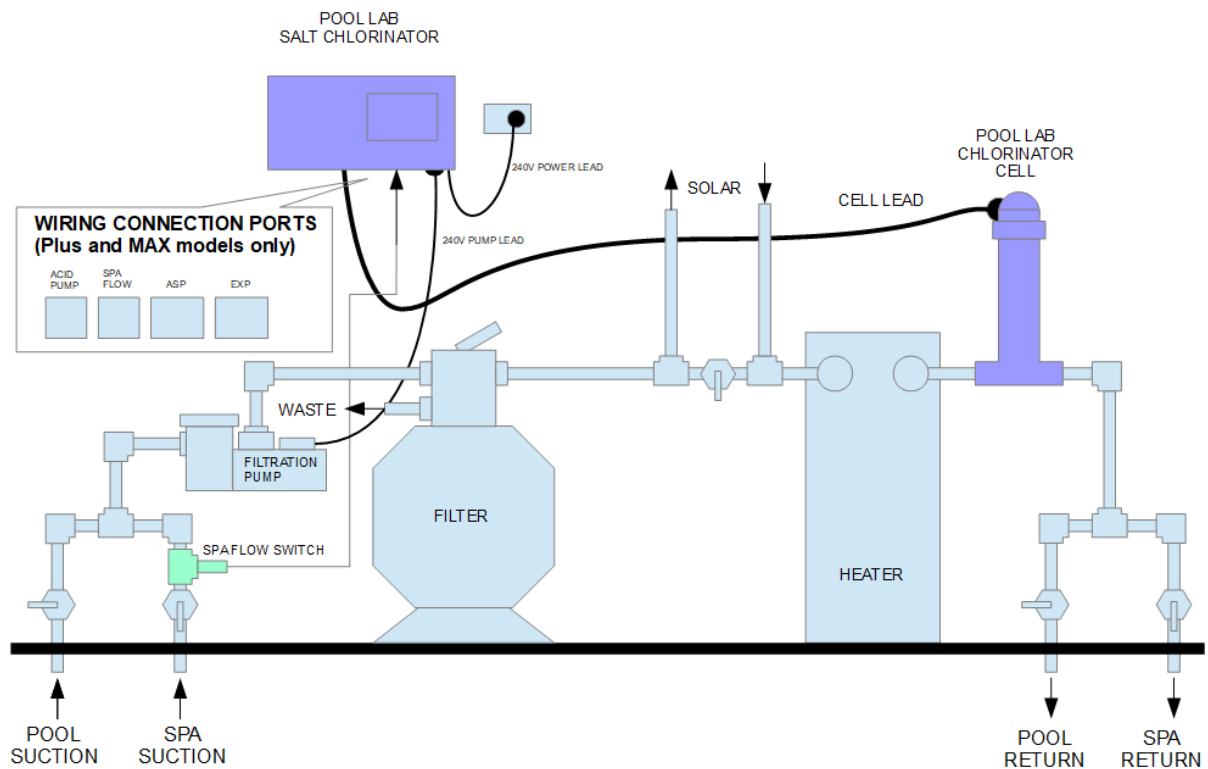 POOL LAB
SALT CHLORINATOR
240V POWER LEAD
SOLAR
POOL LAB
CHLORINATOR
CELL
CELL LEAD
WIRING CONNECTION PORTS
(Plus and MAX models only)
ACID
PUMP
SPA
FLOW
ASP
EXP
240V PUMP LEAD
WASTE
FILTRATION
PUMP
FILTER
SPA FLOW SWITCH
HEATER
POOL
SUCTION
SPA
SUCTION
POOL
RETURN
SPA
RETURN